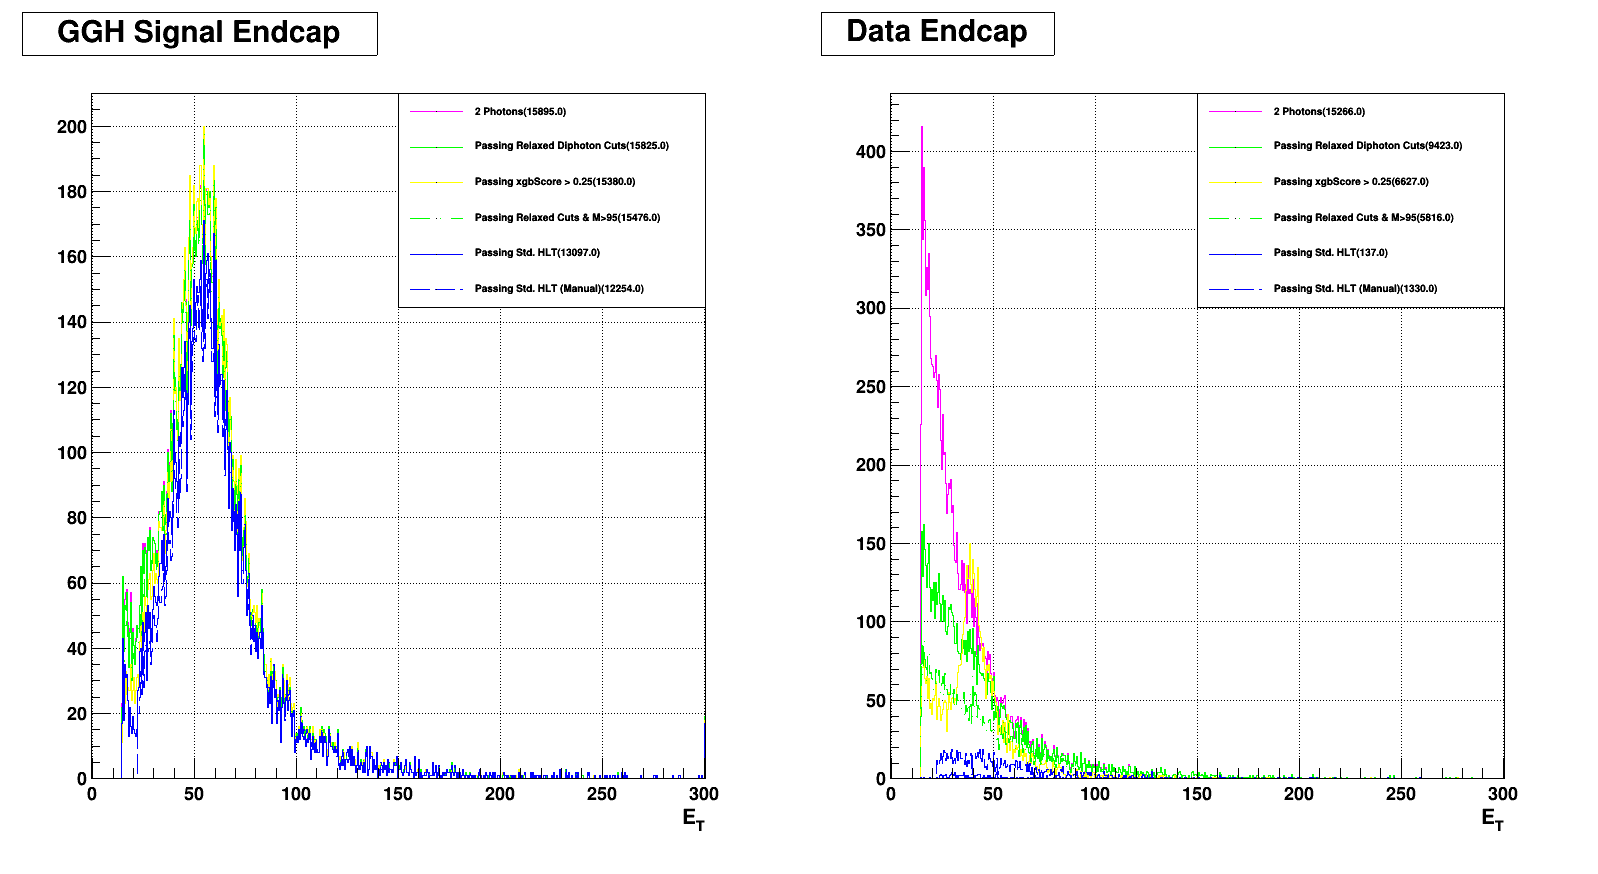 GGH Signal Endcap
2 Photons(15895.0)
Passing Relaxed Diphoton Cuts(15825.0)
Passing xgbScore > 0.25(15380.0)
Passing Relaxed Cuts & M>95(15476.0)
Passing Std. HLT(13097.0)
Passing Std. HLT (Manual)(12254.0)
200
180
160
140
120
100
80
60
40
20
0
0 50 100 150 200 250 300
E_T
Data Endcap
2 Photons(15266.0)
Passing Relaxed Diphoton Cuts(9423.0)
Passing xgbScore > 0.25(6627.0)
Passing Relaxed Cuts & M>95(5816.0)
Passing Std. HLT(137.0)
Passing Std. HLT (Manual)(1330.0)
400
350
300
250
200
150
100
50
0
0 50 100 150 200 250 300
E_T